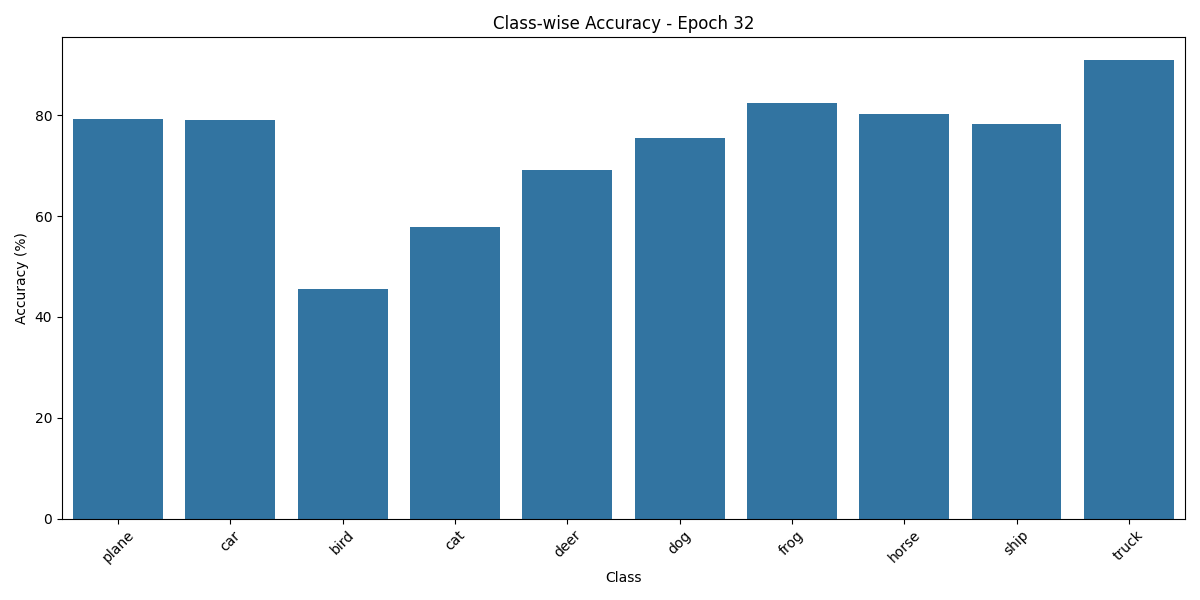 Class-wise Accuracy - Epoch 32
Accuracy (%)
80
60
40
20
0
plane
car
bird
cat
deer
dog
frog
horse
ship
truck
Class